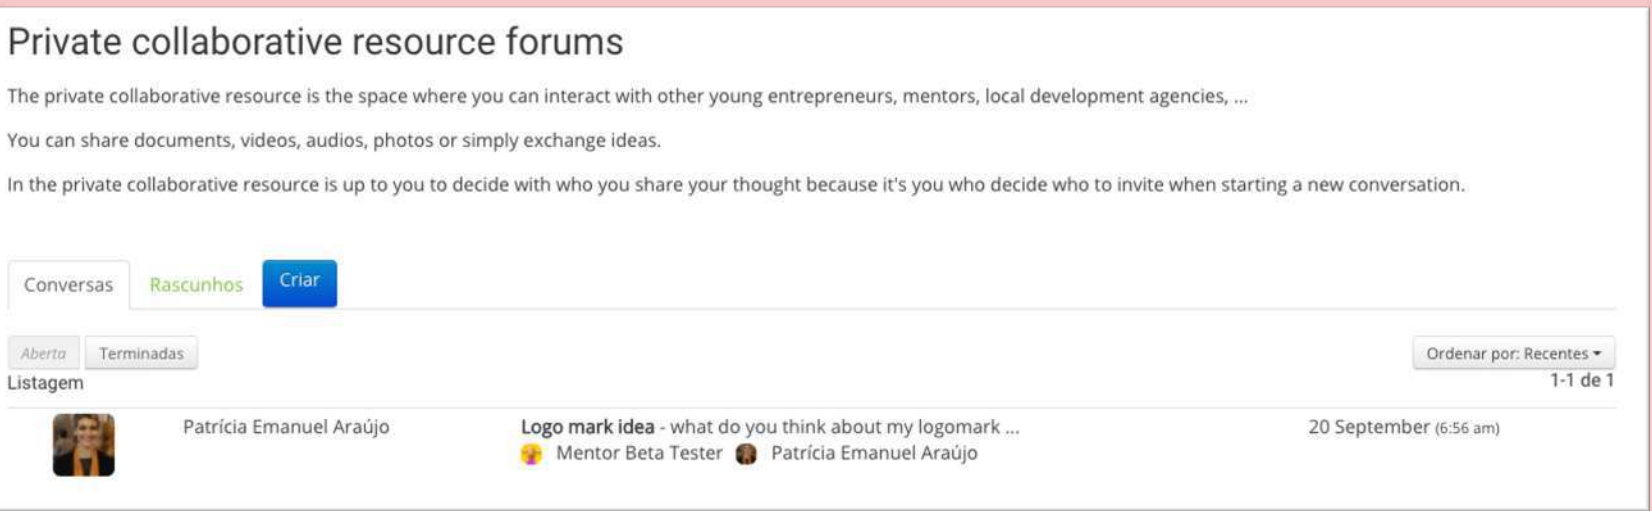 Private collaborative resource forums
The private collaborative resource is the space where you can interact with other young entrepreneurs, mentors, local development agencies, ...
You can share documents, videos, audios, photos or simply exchange ideas.
In the private collaborative resource is up to you to decide with who you share your thought because it's you who decide who to invite when starting a new conversation.
Conversas Rascunhos Criar
Aberta Terminadas Ordenar por: Recentes
Listagem 1-1 de 1
Patrícia Emanuel Araújo Logo mark idea - what do you think about my logomark ... 20 September (6:56 am)
Mentor Beta Tester Patrícia Emanuel Araújo